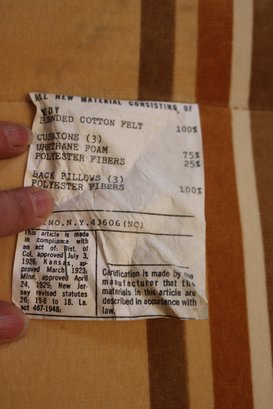 ALL NEW MATERIAL CONSISTING OF
BODY
BLENDED COTTON FELT
100%
CUSHIONS (3)
URETHANE FOAM 75%
POLYESTER FIBERS 25%
BACK PILLOWS (3)
POLYESTER FIBERS 100%
.NO.N.Y.43606(NC)
This article is made
in compliance with
an act of: Dist. of
Col. approved July 3,
1926; Kansas, ap-
proved March 1923;
Minn. approved April
24, 1929; New Jer-
sey revised statutes
26; 19-6 to 18. La.
act 467-1948;
Certification is made by the
manufacturer that the
materials in this article are
described in accordance with
law.